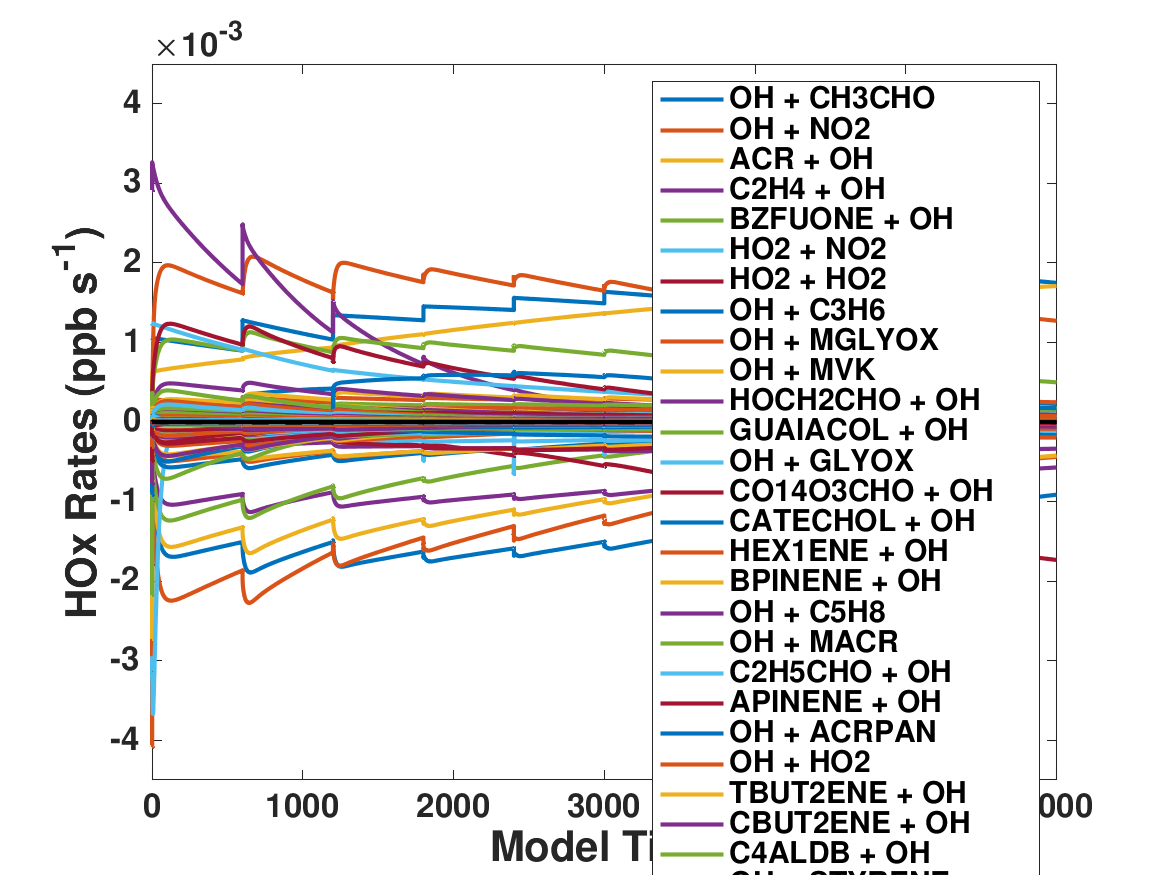 ×10-3
4
3
2
1
0
-1
-2
-3
-4
HOx Rates (ppb s-1)
0
1000
2000
3000
000
Model Ti
OH + CH3CHO
OH + NO2
ACR + OH
C2H4 + OH
BZFUONE + OH
HO2 + NO2
HO2 + HO2
OH + C3H6
OH + MGLYOX
OH + MVK
HOCH2CHO + OH
GUAIACOL + OH
OH + GLYOX
CO14O3CHO + OH
CATECHOL + OH
HEX1ENE + OH
BPINENE + OH
OH + C5H8
OH + MACR
C2H5CHO + OH
APINENE + OH
OH + ACRPAN
OH + HO2
TBUT2ENE + OH
CBUT2ENE + OH
C4ALDB + OH